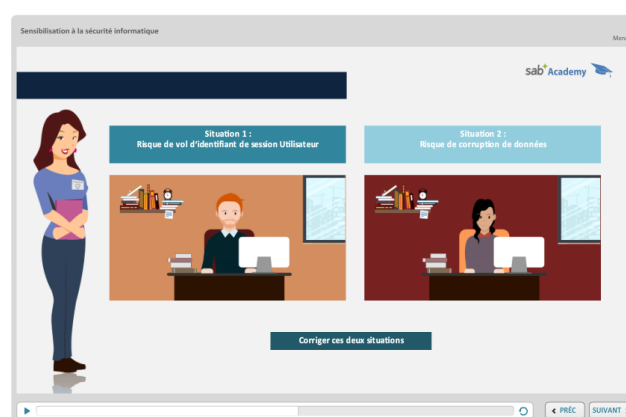 Sensibilisation à la sécurité informatique
Menu
sab+ Academy
Situation 1 :
Risque de vol d'identifiant de session Utilisateur
Situation 2 :
Risque de corruption de données
Corriger ces deux situations
PRÉC
SUIVANT